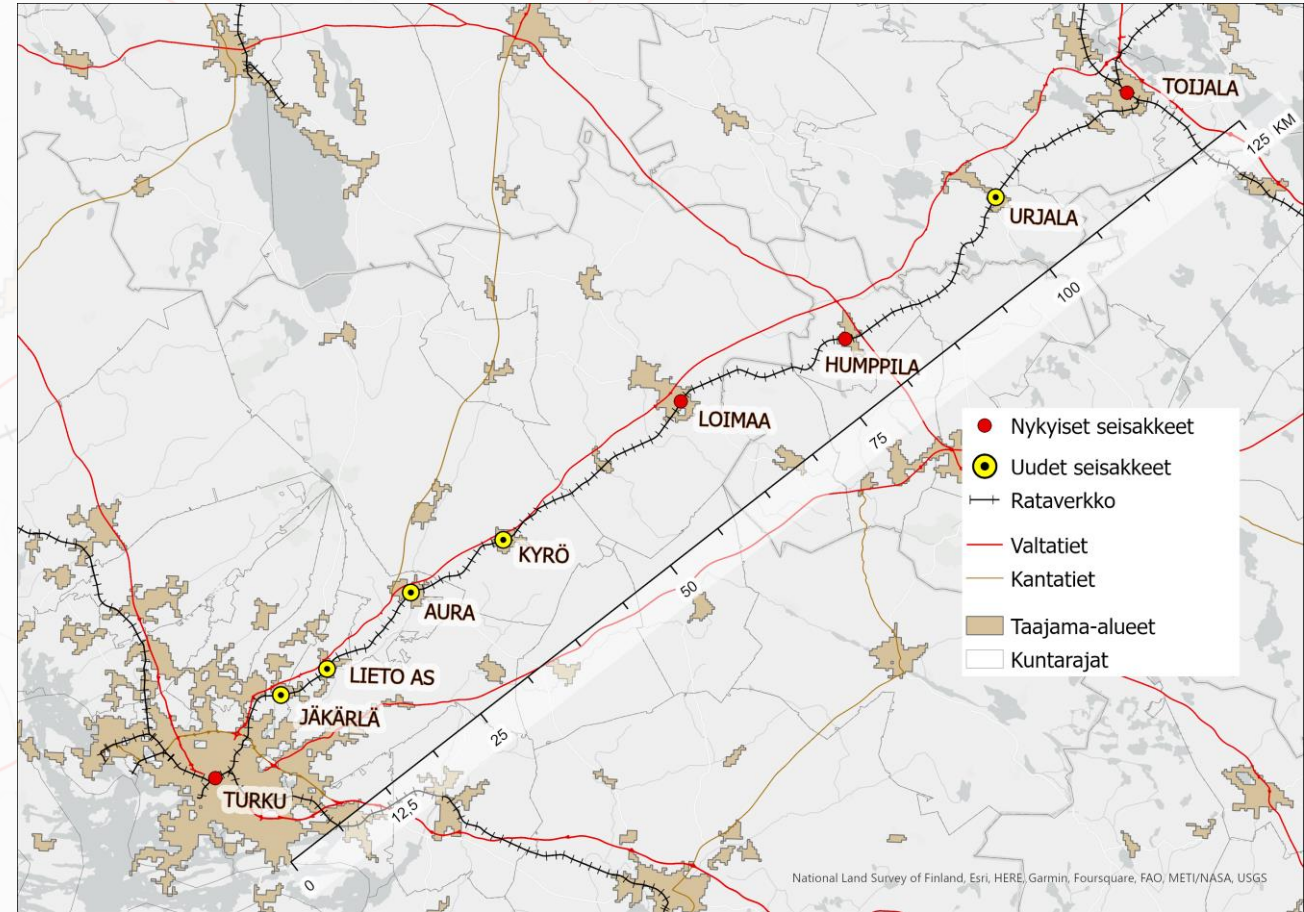 TOIJALA
125 KM
URJALA
100
HUMPPILA
LOIMAA
75
Nykyiset seisakkeet
Uudet seisakkeet
Rataverkko
Valtatiet
Kantatiet
Taajama-alueet
Kuntarajat
KYRÖ
50
AURA
LIETO AS
JÄKÄRLÄ
25
TURKU
12,5
0
National Land Survey of Finland, Esri, HERE, Garmin, Foursquare, FAO, METI/NASA, USGS